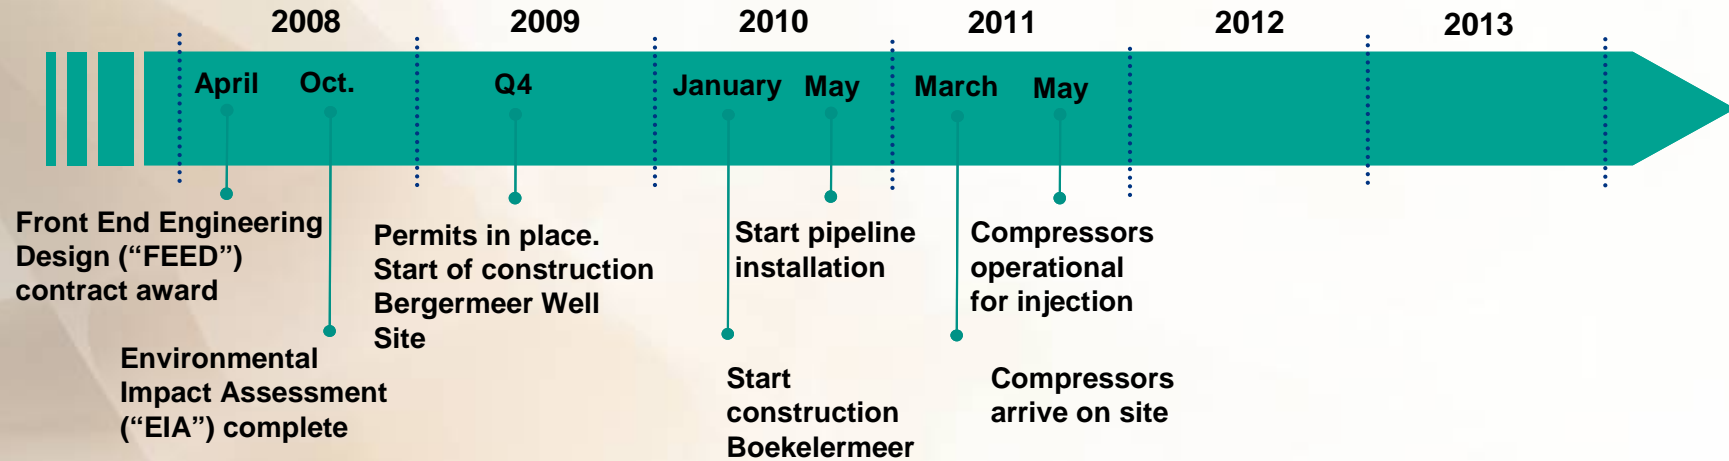 2008
2009
2010
2011
2012
2013
April
Oct.
Q4
January
May
March
May
Front End Engineering
Design (“FEED”)
contract award
Environmental
Impact Assessment
(“EIA”) complete
Permits in place.
Start of construction
Bergermeer Well
Site
Start
construction
Boekelermeer
Start pipeline
installation
Compressors
arrive on site
Compressors
operational
for injection